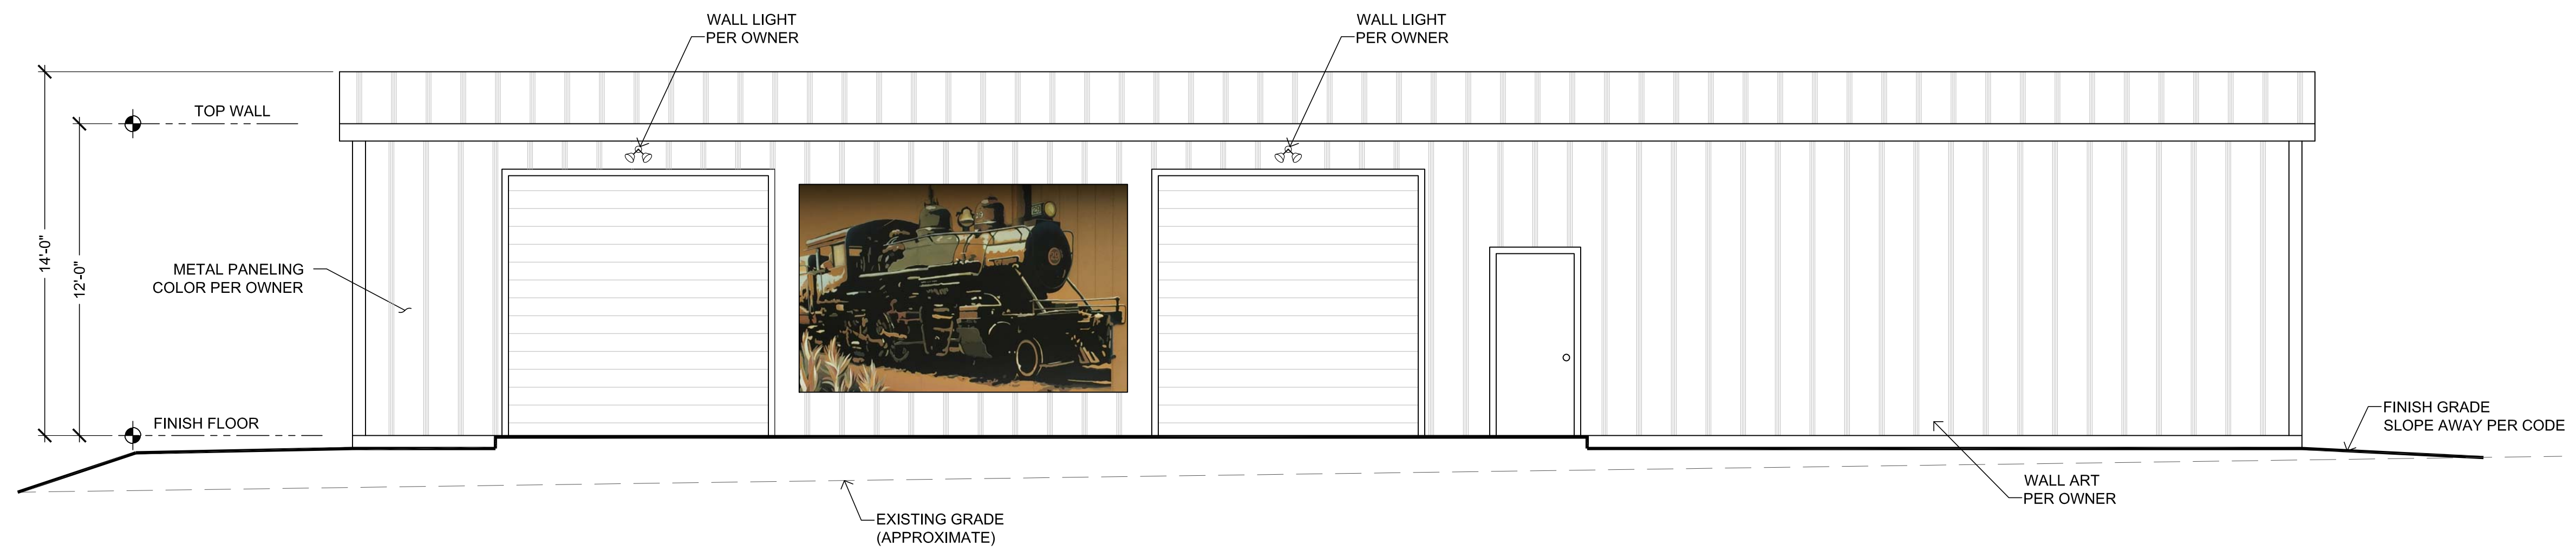 WALL LIGHT
PER OWNER
WALL LIGHT
PER OWNER
TOP WALL
14'-0"
12'-0"
METAL PANELING
COLOR PER OWNER
FINISH FLOOR
FINISH GRADE
SLOPE AWAY PER CODE
WALL ART
PER OWNER
EXISTING GRADE
(APPROXIMATE)